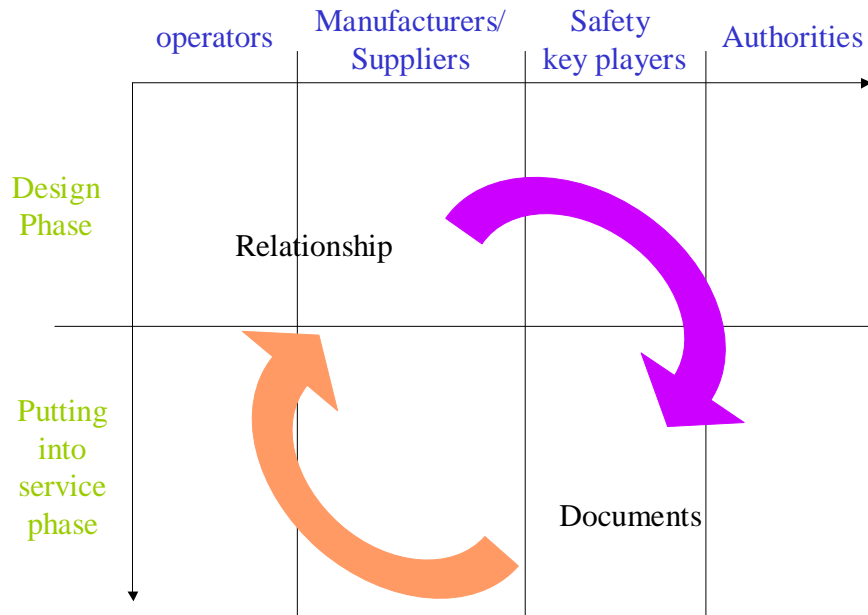 operators
Manufacturers/
Suppliers
Safety
key players
Authorities
Design
Phase
Relationship
Putting
into
service
phase
Documents